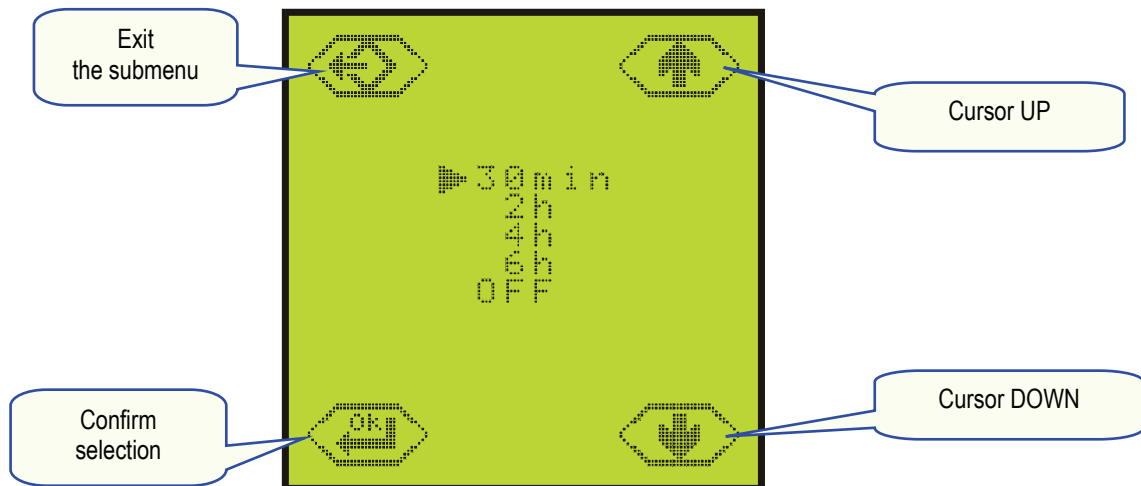 Exit
the submenu
Cursor UP
30min
2h
4h
6h
OFF
Confirm
selection
OK
Cursor DOWN